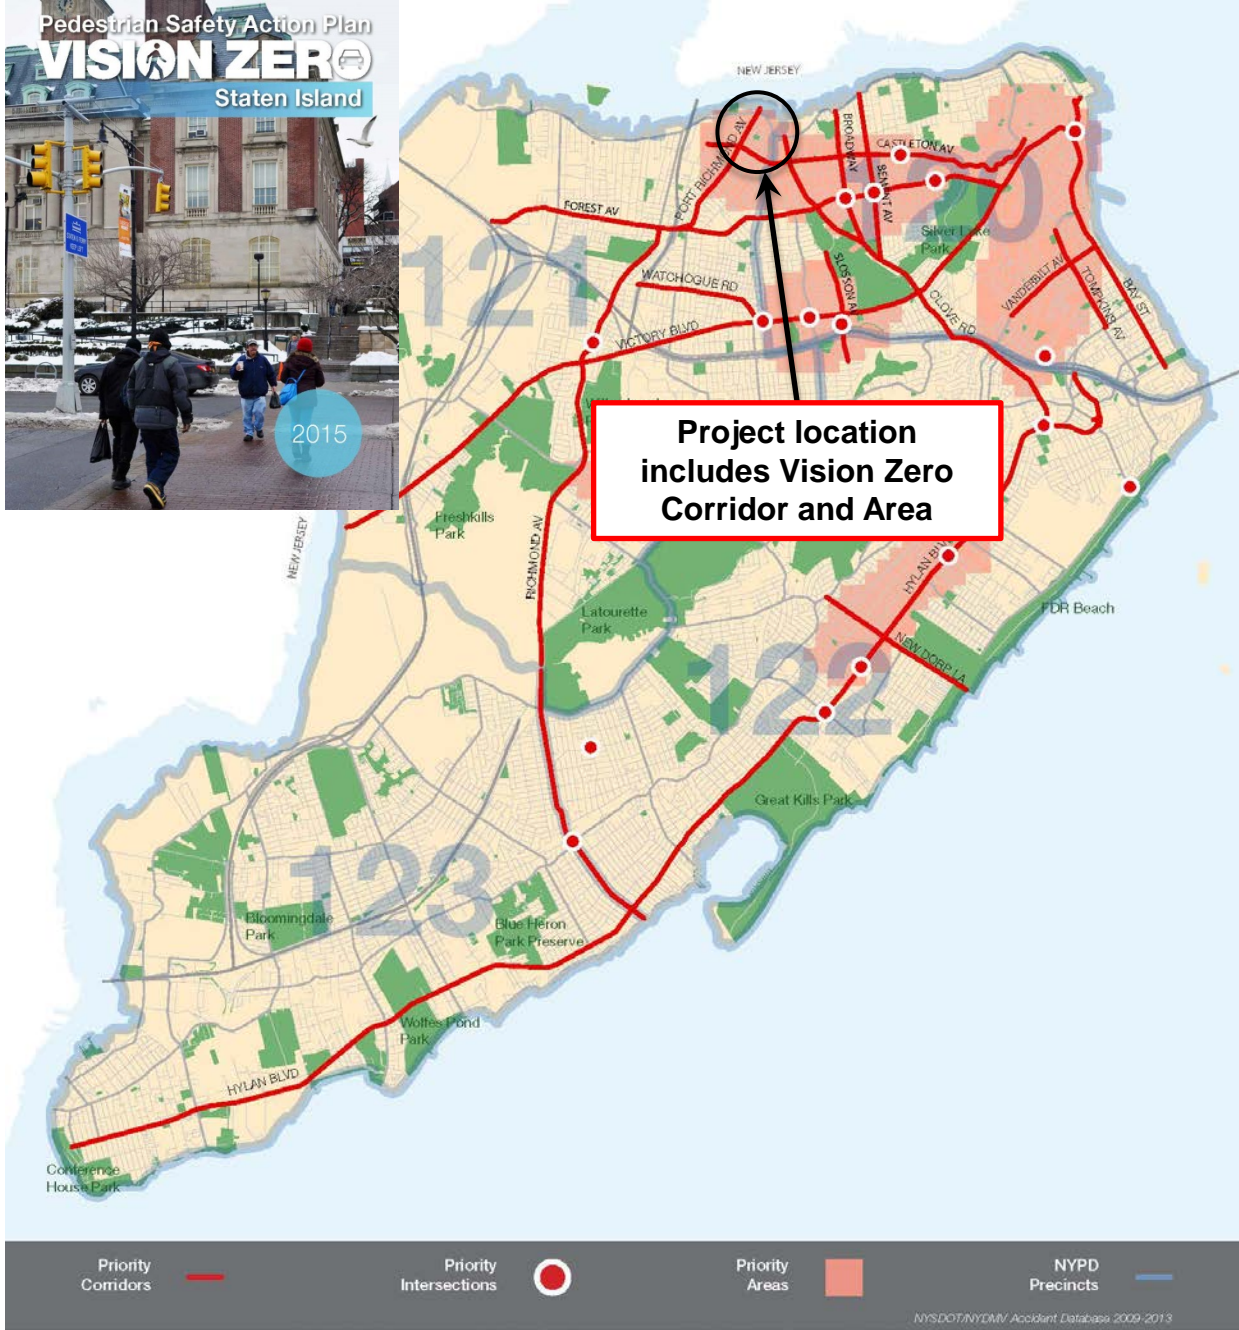 Pedestrian Safety Action Plan
VISION ZERO
Staten Island
2015
NEW JERSEY
PORT RICHMOND AV
BROADWAY
CASTLETON AV
BEMENT AV
FOREST AV
120
Silver Lake
Park
121
WATCHOGUE RD
SLOSSON AV
VANDERBILT AV
TOMPKINS AV
BAY ST
CLOVE RD
VICTORY BLVD
Project location
includes Vision Zero
Corridor and Area
Freshkills
Park
NEW JERSEY
RICHMOND AV
HYLAN BLV
Latourette
Park
FDR Beach
NEW DORP LA
122
Great Kills Park
123
Bloomingdale
Park
Blue Heron
Park Preserve
Wolfes Pond
Park
HYLAN BLVD
Conference
House Park
Priority
Corridors
Priority
Intersections
Priority
Areas
NYPD
Precincts
NYSDOT/NYDMV Accident Database 2009-2013